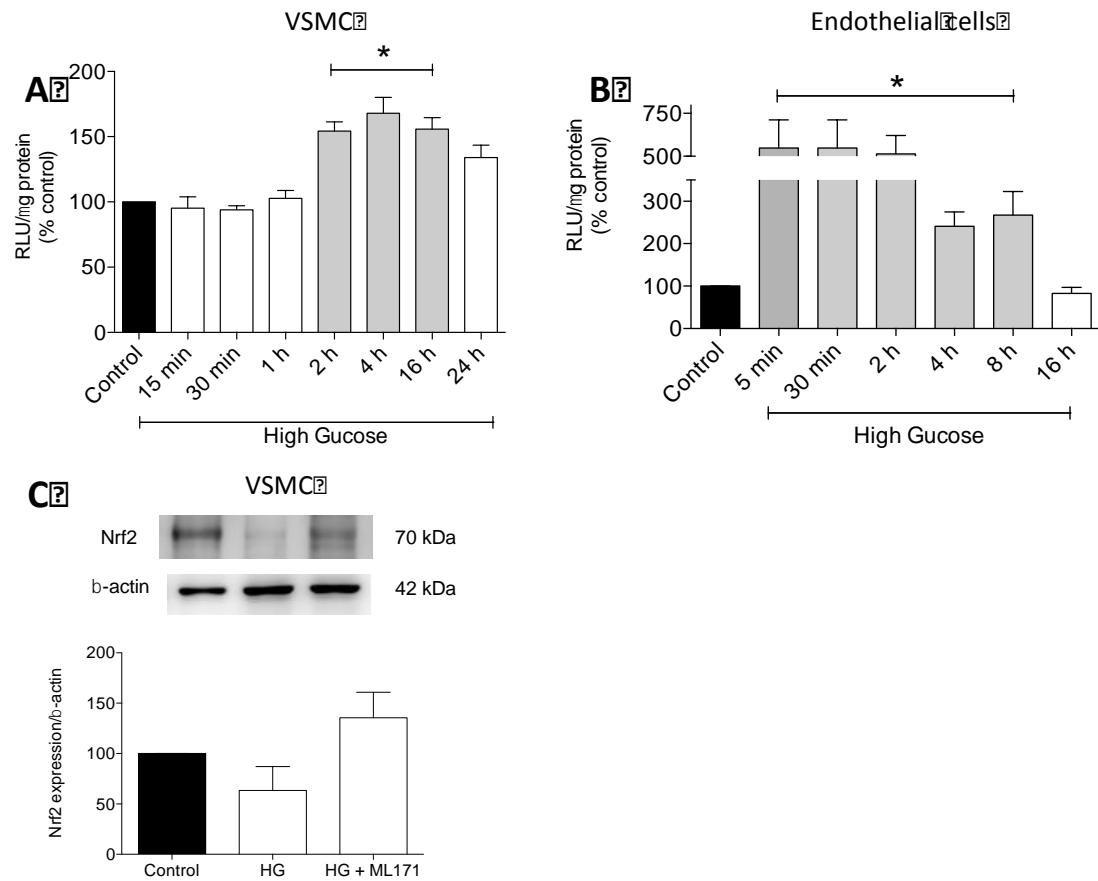 VSMC
A
*
RLU/mg protein
(% control)
200
150
100
50
0
Control
15 min
30 min
1 h
2 h
4 h
16 h
24 h
High Gucose
Endothelial cells
B
*
RLU/mg protein
(% control)
750
500
300
200
100
0
Control
5 min
30 min
2 h
4 h
8 h
16 h
High Gucose
C
VSMC
Nrf2
70 kDa
b-actin
42 kDa
Nrf2 expression/b-actin
200
150
100
50
0
Control
HG
HG + ML171